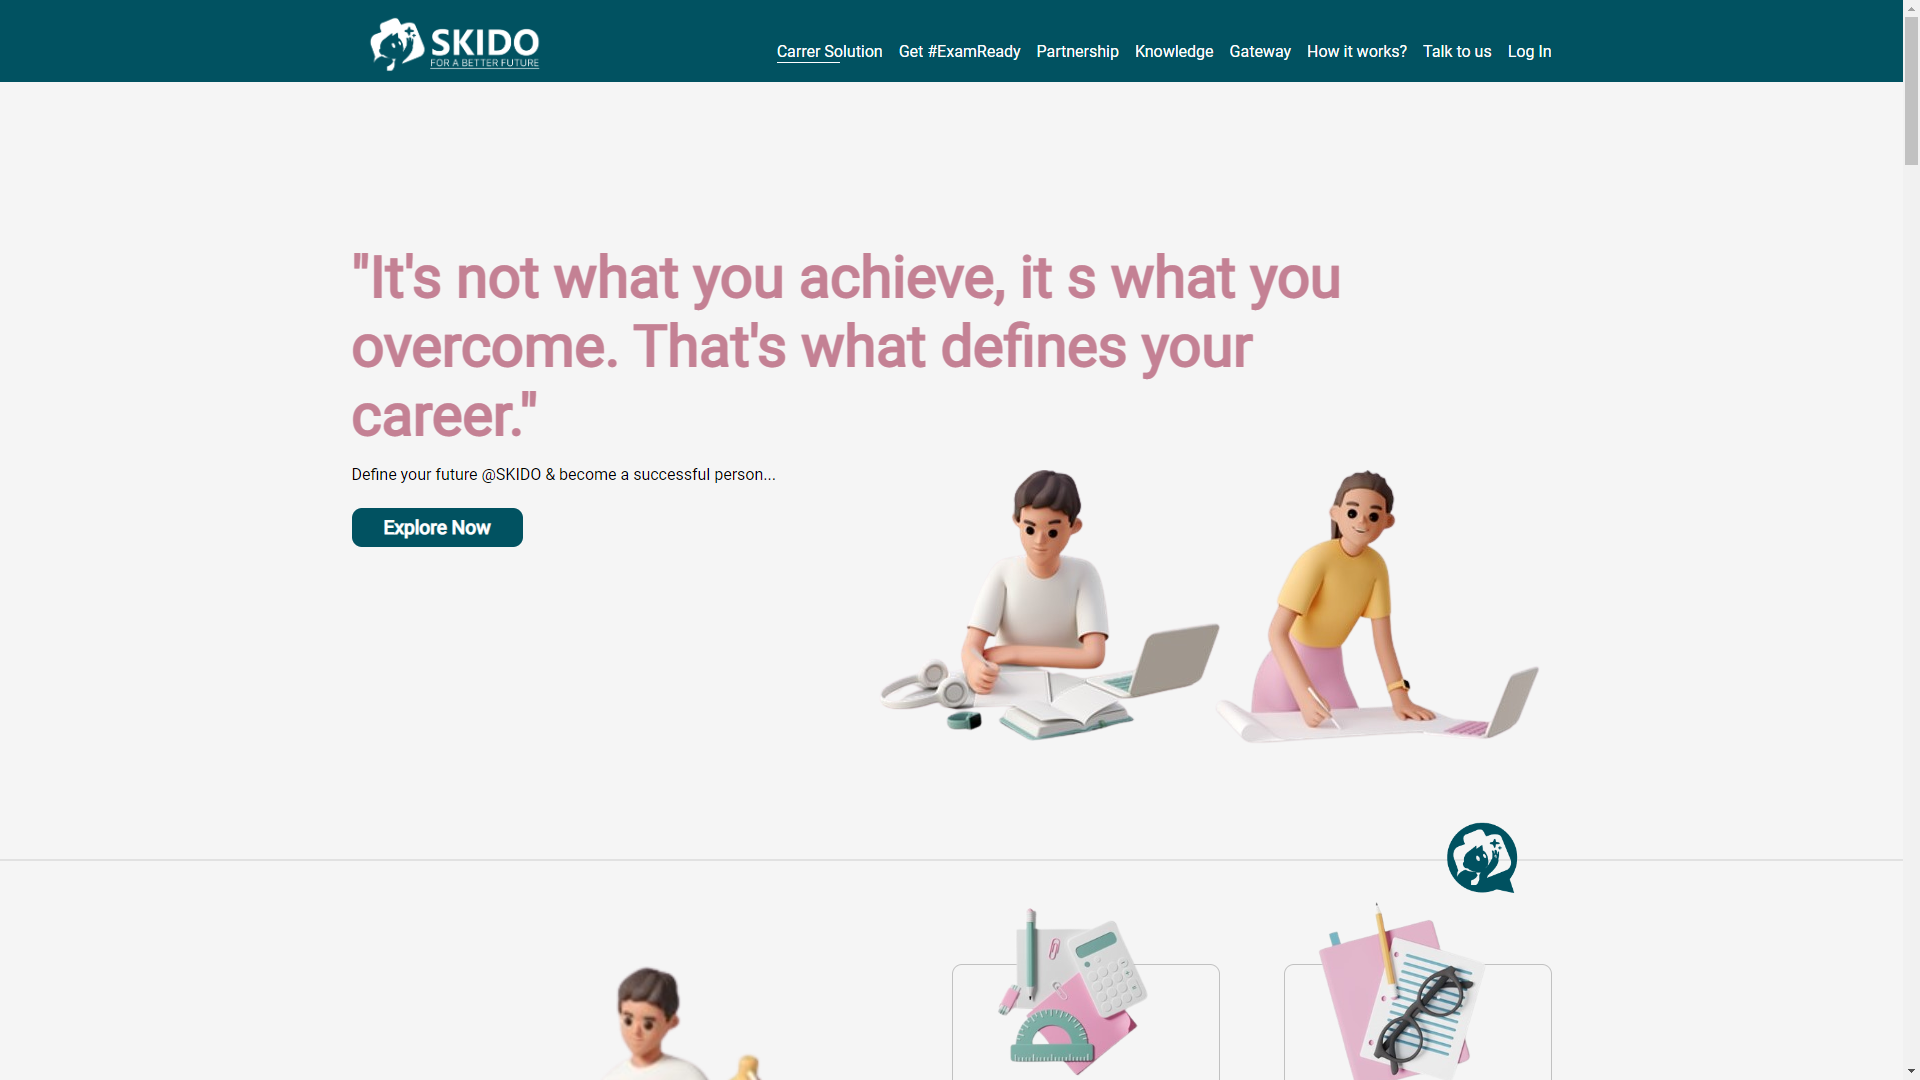 SKIDO
FOR A BETTER FUTURE
Carrer Solution
Get #ExamReady
Partnership
Knowledge
Gateway
How it works?
Talk to us
Log In
"It's not what you achieve, it s what you
overcome. That's what defines your
career."
Define your future @SKIDO & become a successful person...
Explore Now